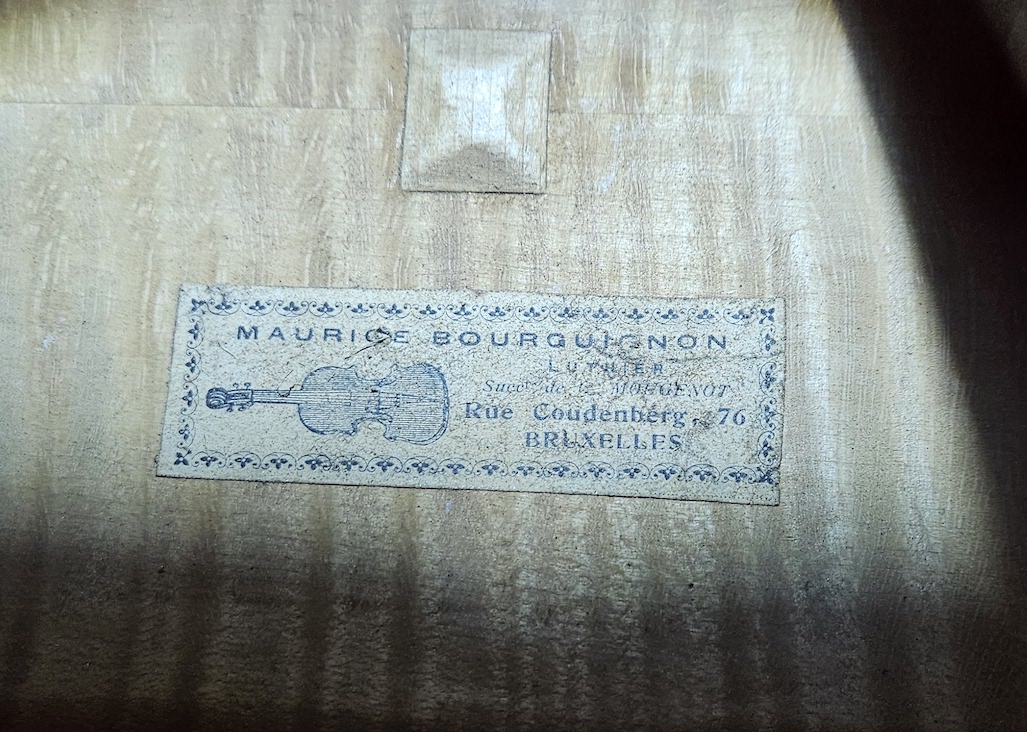 MAURICE BOURGUIGNON
LUTHIER
Succr de G. MOUGENOT
Rue Coudenberg, 76
BRUXELLES